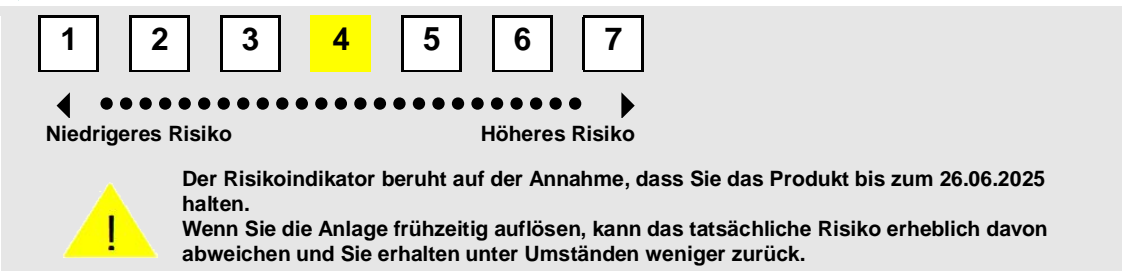 1 2 3 4 5 6 7
Niedrigeres Risiko Höheres Risiko
Der Risikoindikator beruht auf der Annahme, dass Sie das Produkt bis zum 26.06.2025
halten.
Wenn Sie die Anlage frühzeitig auflösen, kann das tatsächliche Risiko erheblich davon
abweichen und Sie erhalten unter Umständen weniger zurück.
!